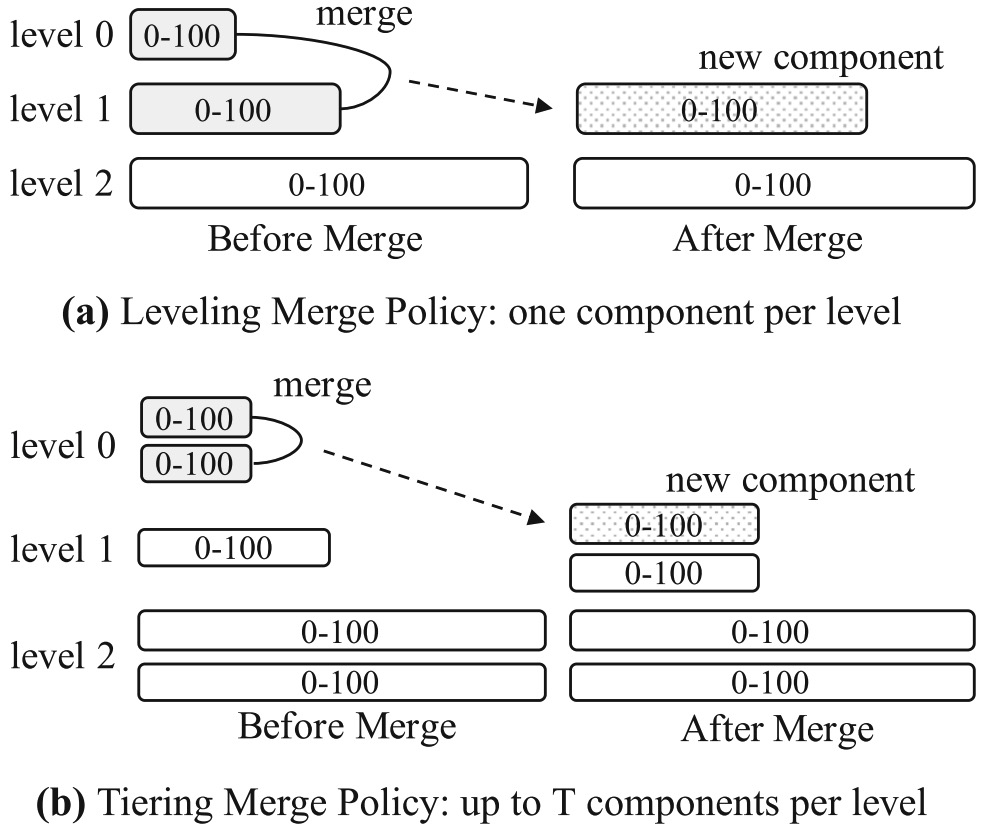 merge
level 0 0-100
new component
level 1 0-100 0-100
level 2 0-100 0-100
Before Merge After Merge
(a) Leveling Merge Policy: one component per level
merge
0-100
level 0
0-100
new component
0-100
level 1 0-100
0-100
0-100 0-100
level 2
0-100 0-100
Before Merge After Merge
(b) Tiering Merge Policy: up to T components per level